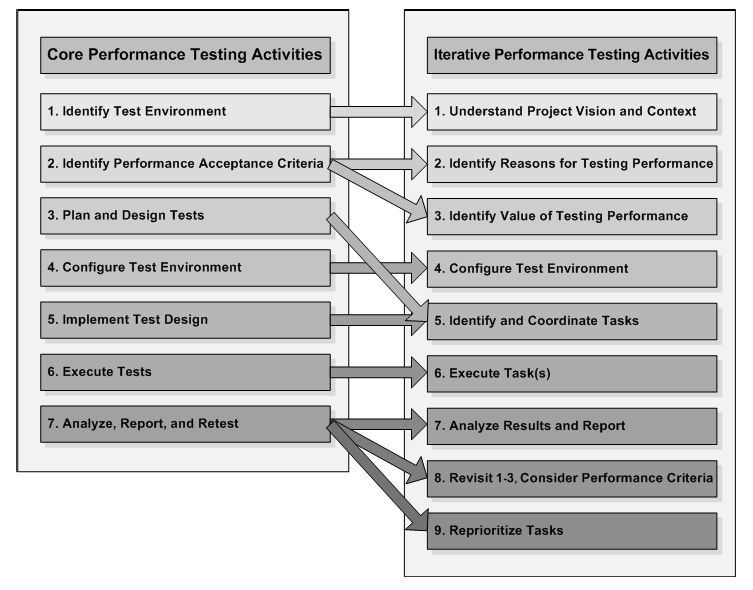 Core Performance Testing Activities
1. Identify Test Environment
2. Identify Performance Acceptance Criteria
3. Plan and Design Tests
4. Configure Test Environment
5. Implement Test Design
6. Execute Tests
7. Analyze, Report, and Retest
Iterative Performance Testing Activities
1. Understand Project Vision and Context
2. Identify Reasons for Testing Performance
3. Identify Value of Testing Performance
4. Configure Test Environment
5. Identify and Coordinate Tasks
6. Execute Task(s)
7. Analyze Results and Report
8. Revisit 1-3, Consider Performance Criteria
9. Reprioritize Tasks